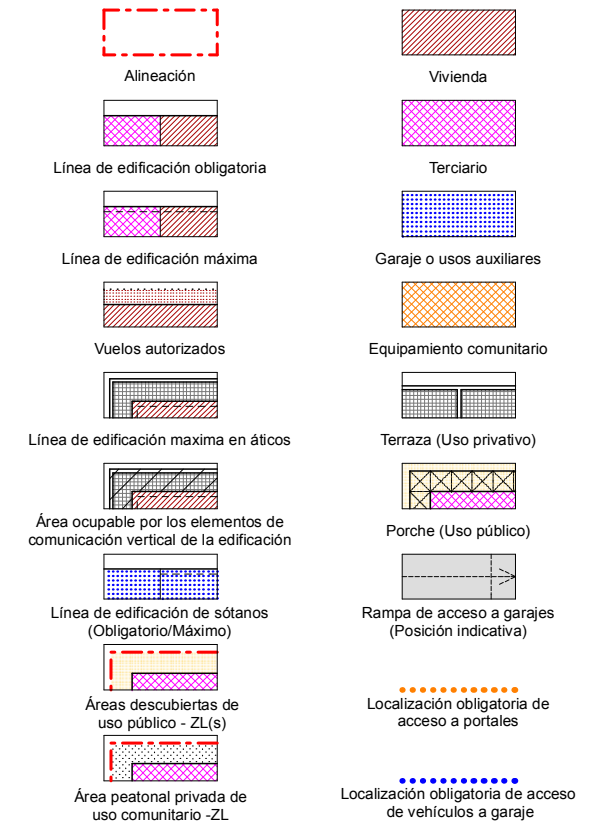 Alineación
Vivienda
Línea de edificación obligatoria
Terciario
Línea de edificación máxima
Garaje o usos auxiliares
Vuelos autorizados
Equipamiento comunitario
Línea de edificación maxima en áticos
Terraza (Uso privativo)
Área ocupable por los elementos de
comunicación vertical de la edificación
Porche (Uso público)
Línea de edificación de sótanos
(Obligatorio/Máximo)
Rampa de acceso a garajes
(Posición indicativa)
Áreas descubiertas de
uso público - ZL(s)
Localización obligatoria de
acceso a portales
Área peatonal privada de
uso comunitario -ZL
Localización obligatoria de acceso
de vehículos a garaje